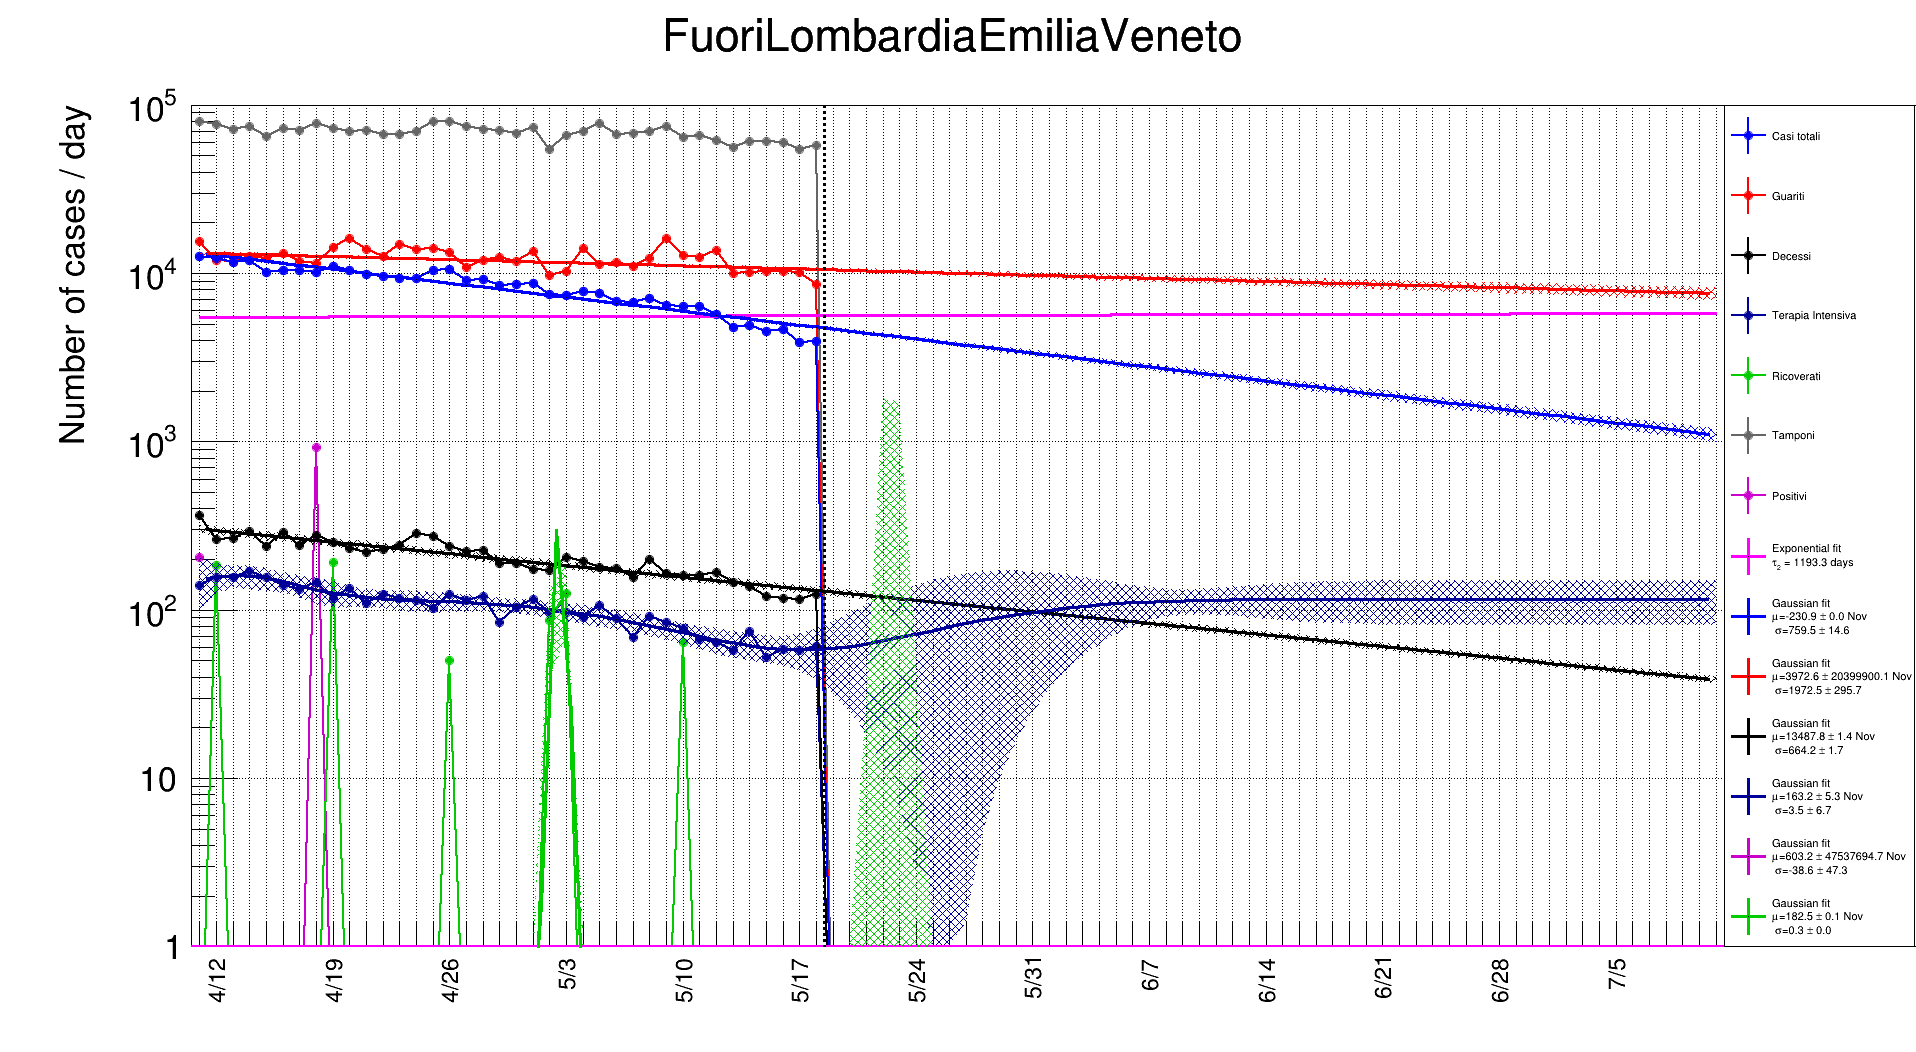 FuoriLombardiaEmiliaVeneto
Number of cases / day
10^5
10^4
10^3
10^2
10
1
4/12
4/19
4/26
5/3
5/10
5/17
5/24
5/31
6/7
6/14
6/21
6/28
7/5
Casi totali
Guariti
Decessi
Terapia Intensiva
Ricoverati
Tamponi
Positivi
Exponential fit
τ₂ = 1193.3 days
Gaussian fit
μ=-230.9 ± 0.0 Nov
σ=759.5 ± 14.6
Gaussian fit
μ=3972.6 ± 20399900.1 Nov
σ=1972.5 ± 295.7
Gaussian fit
μ=13487.8 ± 1.4 Nov
σ=664.2 ± 1.7
Gaussian fit
μ=163.2 ± 5.3 Nov
σ=3.5 ± 6.7
Gaussian fit
μ=603.2 ± 47537694.7 Nov
σ=-38.6 ± 47.3
Gaussian fit
μ=182.5 ± 0.1 Nov
σ=0.3 ± 0.0